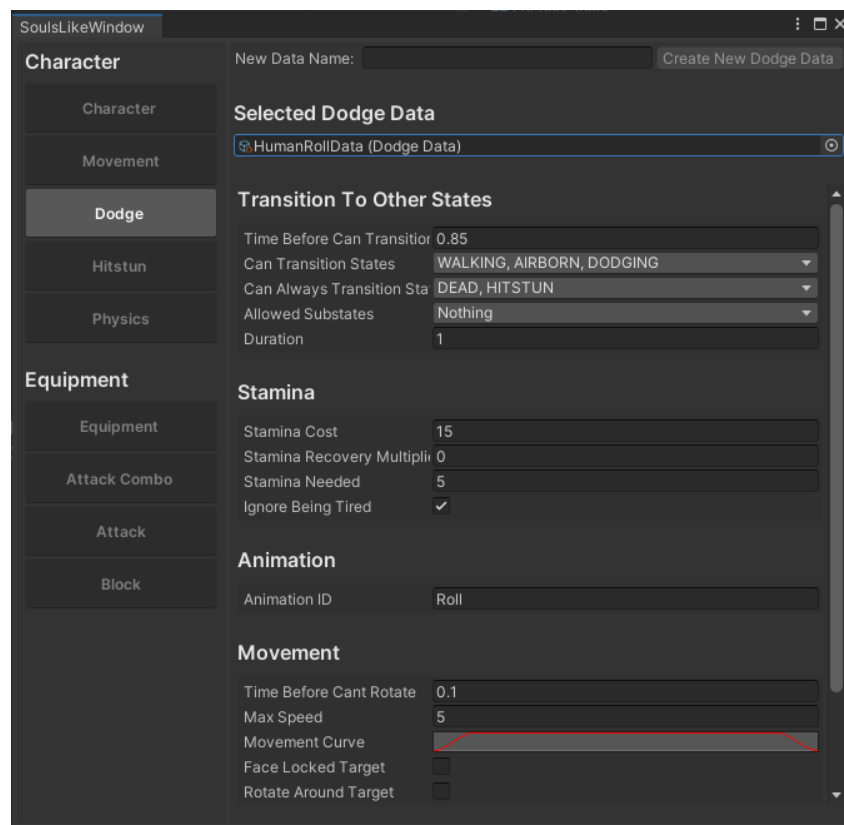 SoulsLikeWindow
Character
Character
Movement
Dodge
Hitstun
Physics
Equipment
Equipment
Attack Combo
Attack
Block
New Data Name: Create New Dodge Data
Selected Dodge Data
HumanRollData (Dodge Data)
Transition To Other States
Time Before Can Transition 0.85
Can Transition States WALKING, AIRBORN, DODGING
Can Always Transition Sta DEAD, HITSTUN
Allowed Substates Nothing
Duration 1
Stamina
Stamina Cost 15
Stamina Recovery Multipli 0
Stamina Needed 5
Ignore Being Tired
Animation
Animation ID Roll
Movement
Time Before Cant Rotate 0.1
Max Speed 5
Movement Curve
Face Locked Target
Rotate Around Target